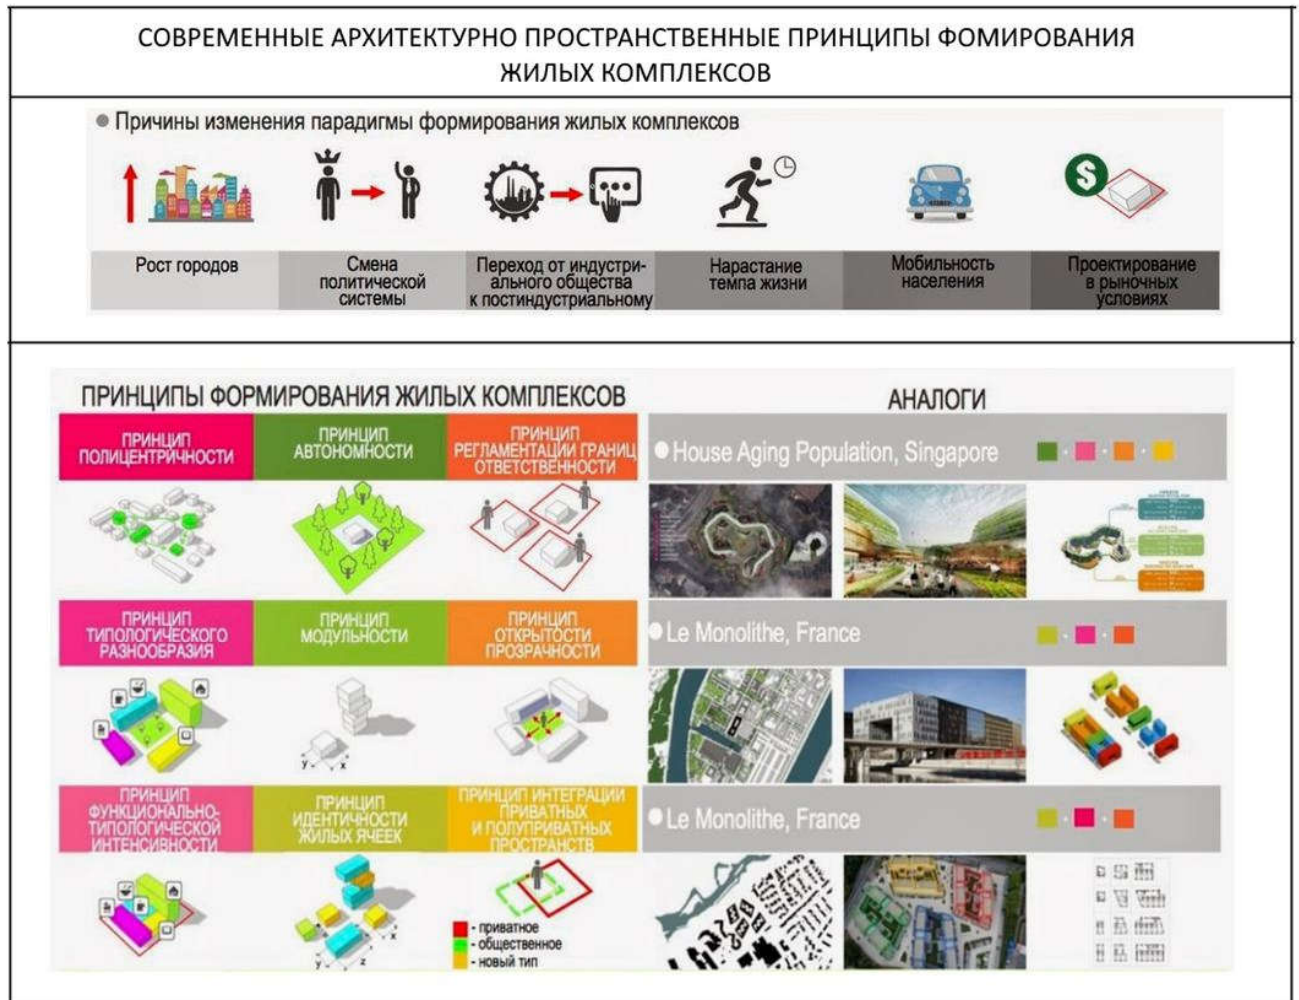 СОВРЕМЕННЫЕ АРХИТЕКТУРНО ПРОСТРАНСТВЕННЫЕ ПРИНЦИПЫ ФОМИРОВАНИЯ
ЖИЛЫХ КОМПЛЕКСОВ
Причины изменения парадигмы формирования жилых комплексов
Рост городов
Смена
политической
системы
Переход от индустри-
ального общества
к постиндустриальному
Нарастание
темпа жизни
Мобильность
населения
Проектирование
в рыночных
условиях
ПРИНЦИПЫ ФОРМИРОВАНИЯ ЖИЛЫХ КОМПЛЕКСОВ
АНАЛОГИ
ПРИНЦИП
ПОЛИЦЕНТРИЧНОСТИ
ПРИНЦИП
АВТОНОМНОСТИ
ПРИНЦИП
РЕГЛАМЕНТАЦИИ ГРАНИЦ
ОТВЕТСТВЕННОСТИ
House Aging Population, Singapore
ПРИНЦИП
ТИПОЛОГИЧЕСКОГО
РАЗНООБРАЗИЯ
ПРИНЦИП
МОДУЛЬНОСТИ
ПРИНЦИП
ОТКРЫТОСТИ
ПРОЗРАЧНОСТИ
Le Monolithe, France
y x
ПРИНЦИП
ФУНКЦИОНАЛЬНО-
ТИПОЛОГИЧЕСКОЙ
ИНТЕНСИВНОСТИ
ПРИНЦИП
ИДЕНТИЧНОСТИ
ЖИЛЫХ ЯЧЕЕК
ПРИНЦИП ИНТЕГРАЦИИ
ПРИВАТНЫХ
И ПОЛУПРИВАТНЫХ
ПРОСТРАНСТВ
Le Monolithe, France
x
y z
- приватное
- общественное
- новый тип